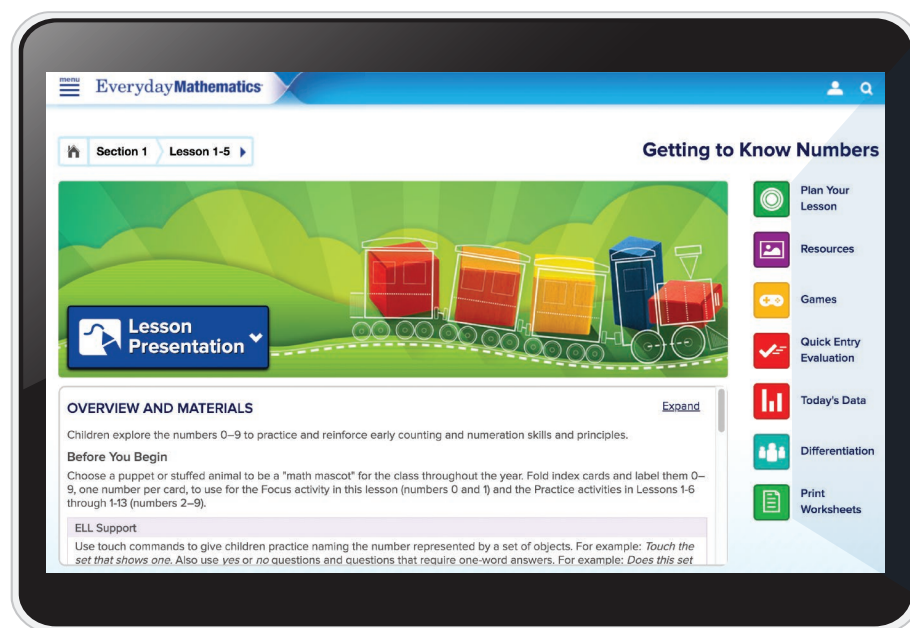 menu
EverydayMathematics
Section 1
Lesson 1-5
Getting to Know Numbers
Lesson
Presentation
Plan Your
Lesson
Resources
Games
Quick Entry
Evaluation
Today's Data
Differentiation
Print
Worksheets
OVERVIEW AND MATERIALS
Expand
Children explore the numbers 0–9 to practice and reinforce early counting and numeration skills and principles.
Before You Begin
Choose a puppet or stuffed animal to be a "math mascot" for the class throughout the year. Fold index cards and label them 0–
9, one number per card, to use for the Focus activity in this lesson (numbers 0 and 1) and the Practice activities in Lessons 1-6
through 1-13 (numbers 2–9).
ELL Support
Use touch commands to give children practice naming the number represented by a set of objects. For example: Touch the
set that shows one. Also use yes or no questions and questions that require one-word answers. For example: Does this set